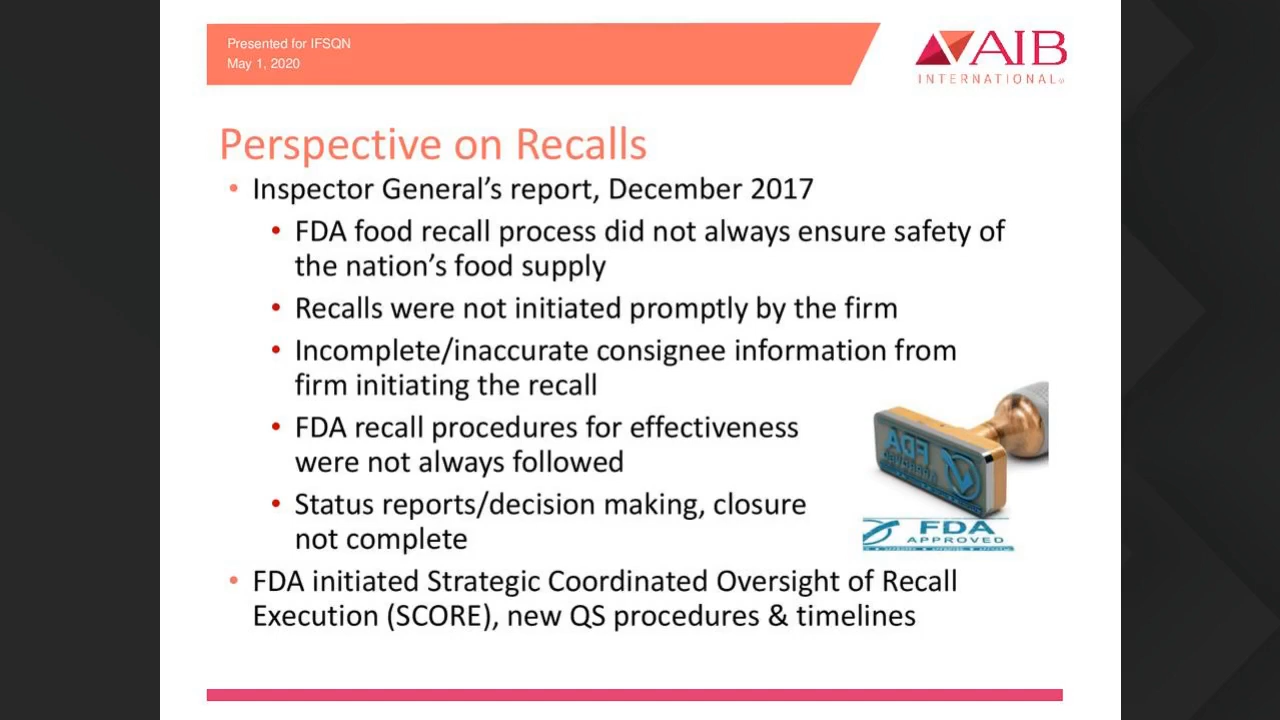 Presented for IFSQN
May 1, 2020
AIB
INTERNATIONAL
Perspective on Recalls
• Inspector General’s report, December 2017
• FDA food recall process did not always ensure safety of
the nation’s food supply
• Recalls were not initiated promptly by the firm
• Incomplete/inaccurate consignee information from
firm initiating the recall
• FDA recall procedures for effectiveness
were not always followed
• Status reports/decision making, closure
not complete
FDA
APPROVED
• FDA initiated Strategic Coordinated Oversight of Recall
Execution (SCORE), new QS procedures & timelines